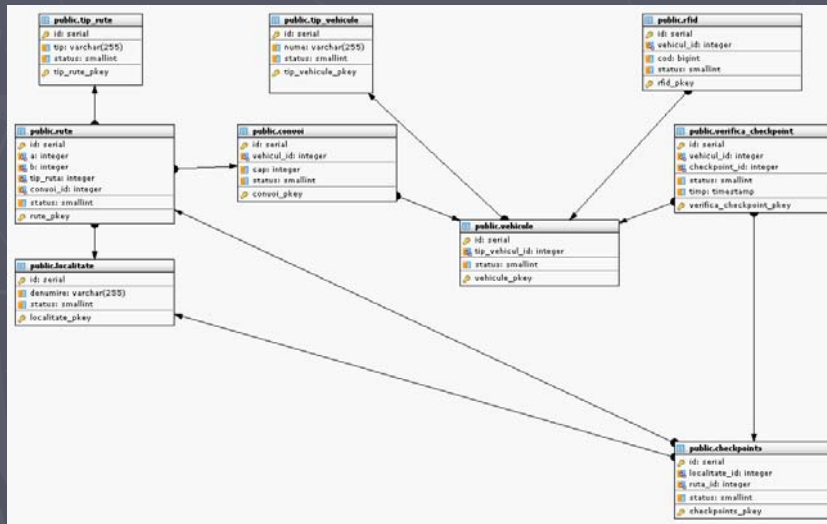 public.tip_rute
id: serial
tip: varchar(255)
status: smallint
tip_rute_pkey
public.tip_vehicule
id: serial
nume: varchar(255)
status: smallint
tip_vehicule_pkey
public.rfid
id: serial
vehicul_id: integer
cod: bigint
status: smallint
rfid_pkey
public.rute
id: serial
a: integer
b: integer
tip_ruta: integer
convoi_id: integer
status: smallint
rute_pkey
public.convoi
id: serial
vehicul_id: integer
cap: integer
status: smallint
convoi_pkey
public.verifica_checkpoint
id: serial
vehicul_id: integer
checkpoint_id: integer
status: smallint
timp: timestamp
verifica_checkpoint_pkey
public.vehicule
id: serial
tip_vehicul_id: integer
status: smallint
vehicule_pkey
public.localitate
id: serial
denumire: varchar(255)
status: smallint
localitate_pkey
public.checkpoints
id: serial
localitate_id: integer
ruta_id: integer
status: smallint
checkpoints_pkey